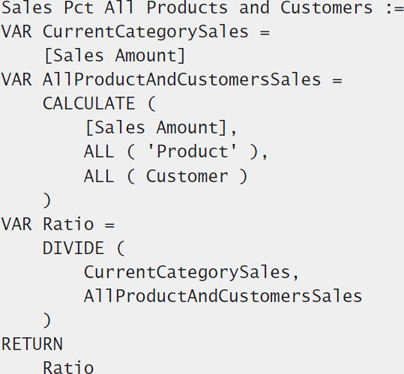 Sales Pct All Products and Customers :=
VAR CurrentCategorySales =
    [Sales Amount]
VAR AllProductAndCustomersSales =
    CALCULATE (
        [Sales Amount],
        ALL ( 'Product' ),
        ALL ( Customer )
    )
VAR Ratio =
    DIVIDE (
        CurrentCategorySales,
        AllProductAndCustomersSales
    )
RETURN
    Ratio